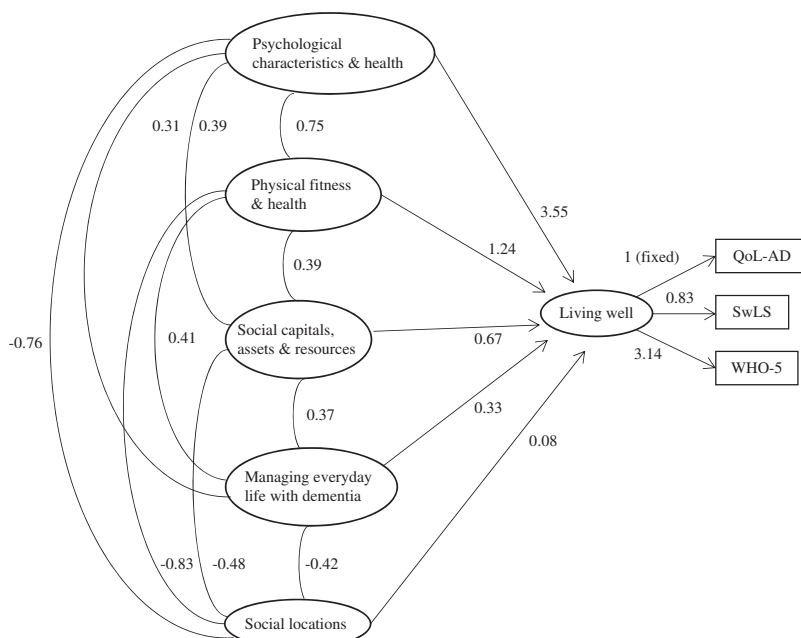 Psychological
characteristics & health
0.31
0.39
0.75
Physical fitness
& health
3.55
1.24
0.39
1 (fixed)
QoL-AD
Living well
0.83
SwLS
3.14
WHO-5
-0.76
0.41
Social capitals,
assets & resources
0.67
0.37
0.33
0.08
Managing everyday
life with dementia
-0.83
-0.48
-0.42
Social locations